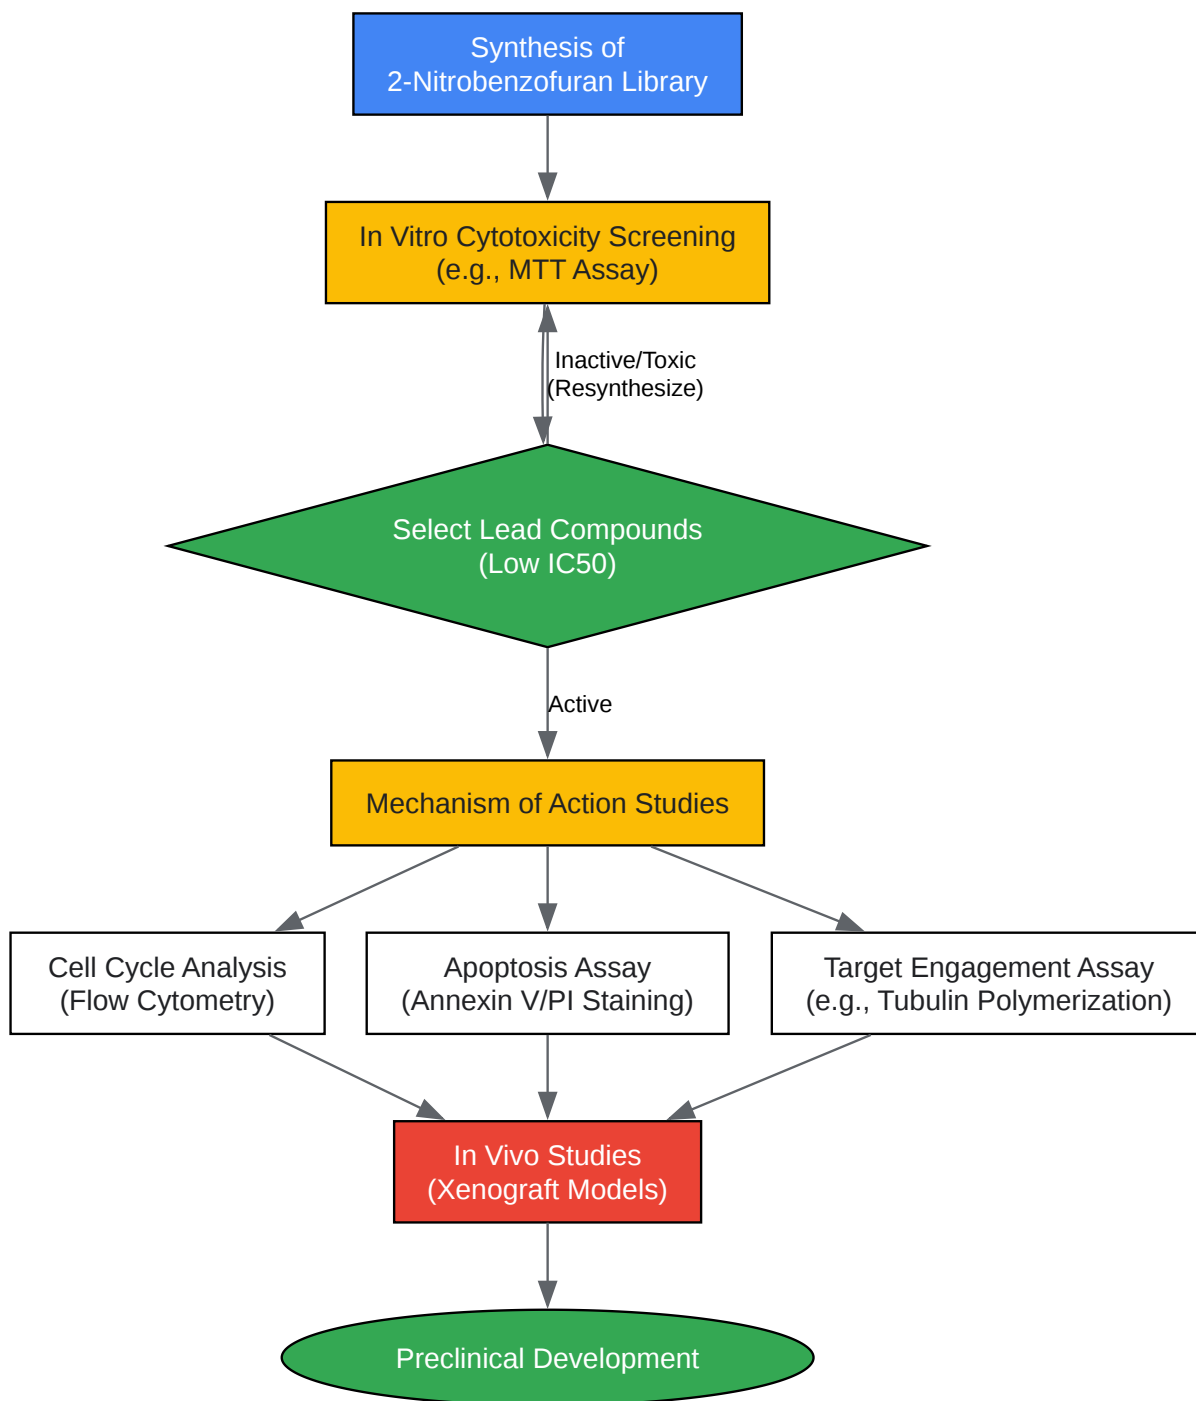 Synthesis of
2-Nitrobenzofuran Library
In Vitro Cytotoxicity Screening
(e.g., MTT Assay)
Inactive/Toxic
(Resynthesize)
Select Lead Compounds
(Low IC50)
Active
Mechanism of Action Studies
Cell Cycle Analysis
(Flow Cytometry)
Apoptosis Assay
(Annexin V/PI Staining)
Target Engagement Assay
(e.g., Tubulin Polymerization)
In Vivo Studies
(Xenograft Models)
Preclinical Development